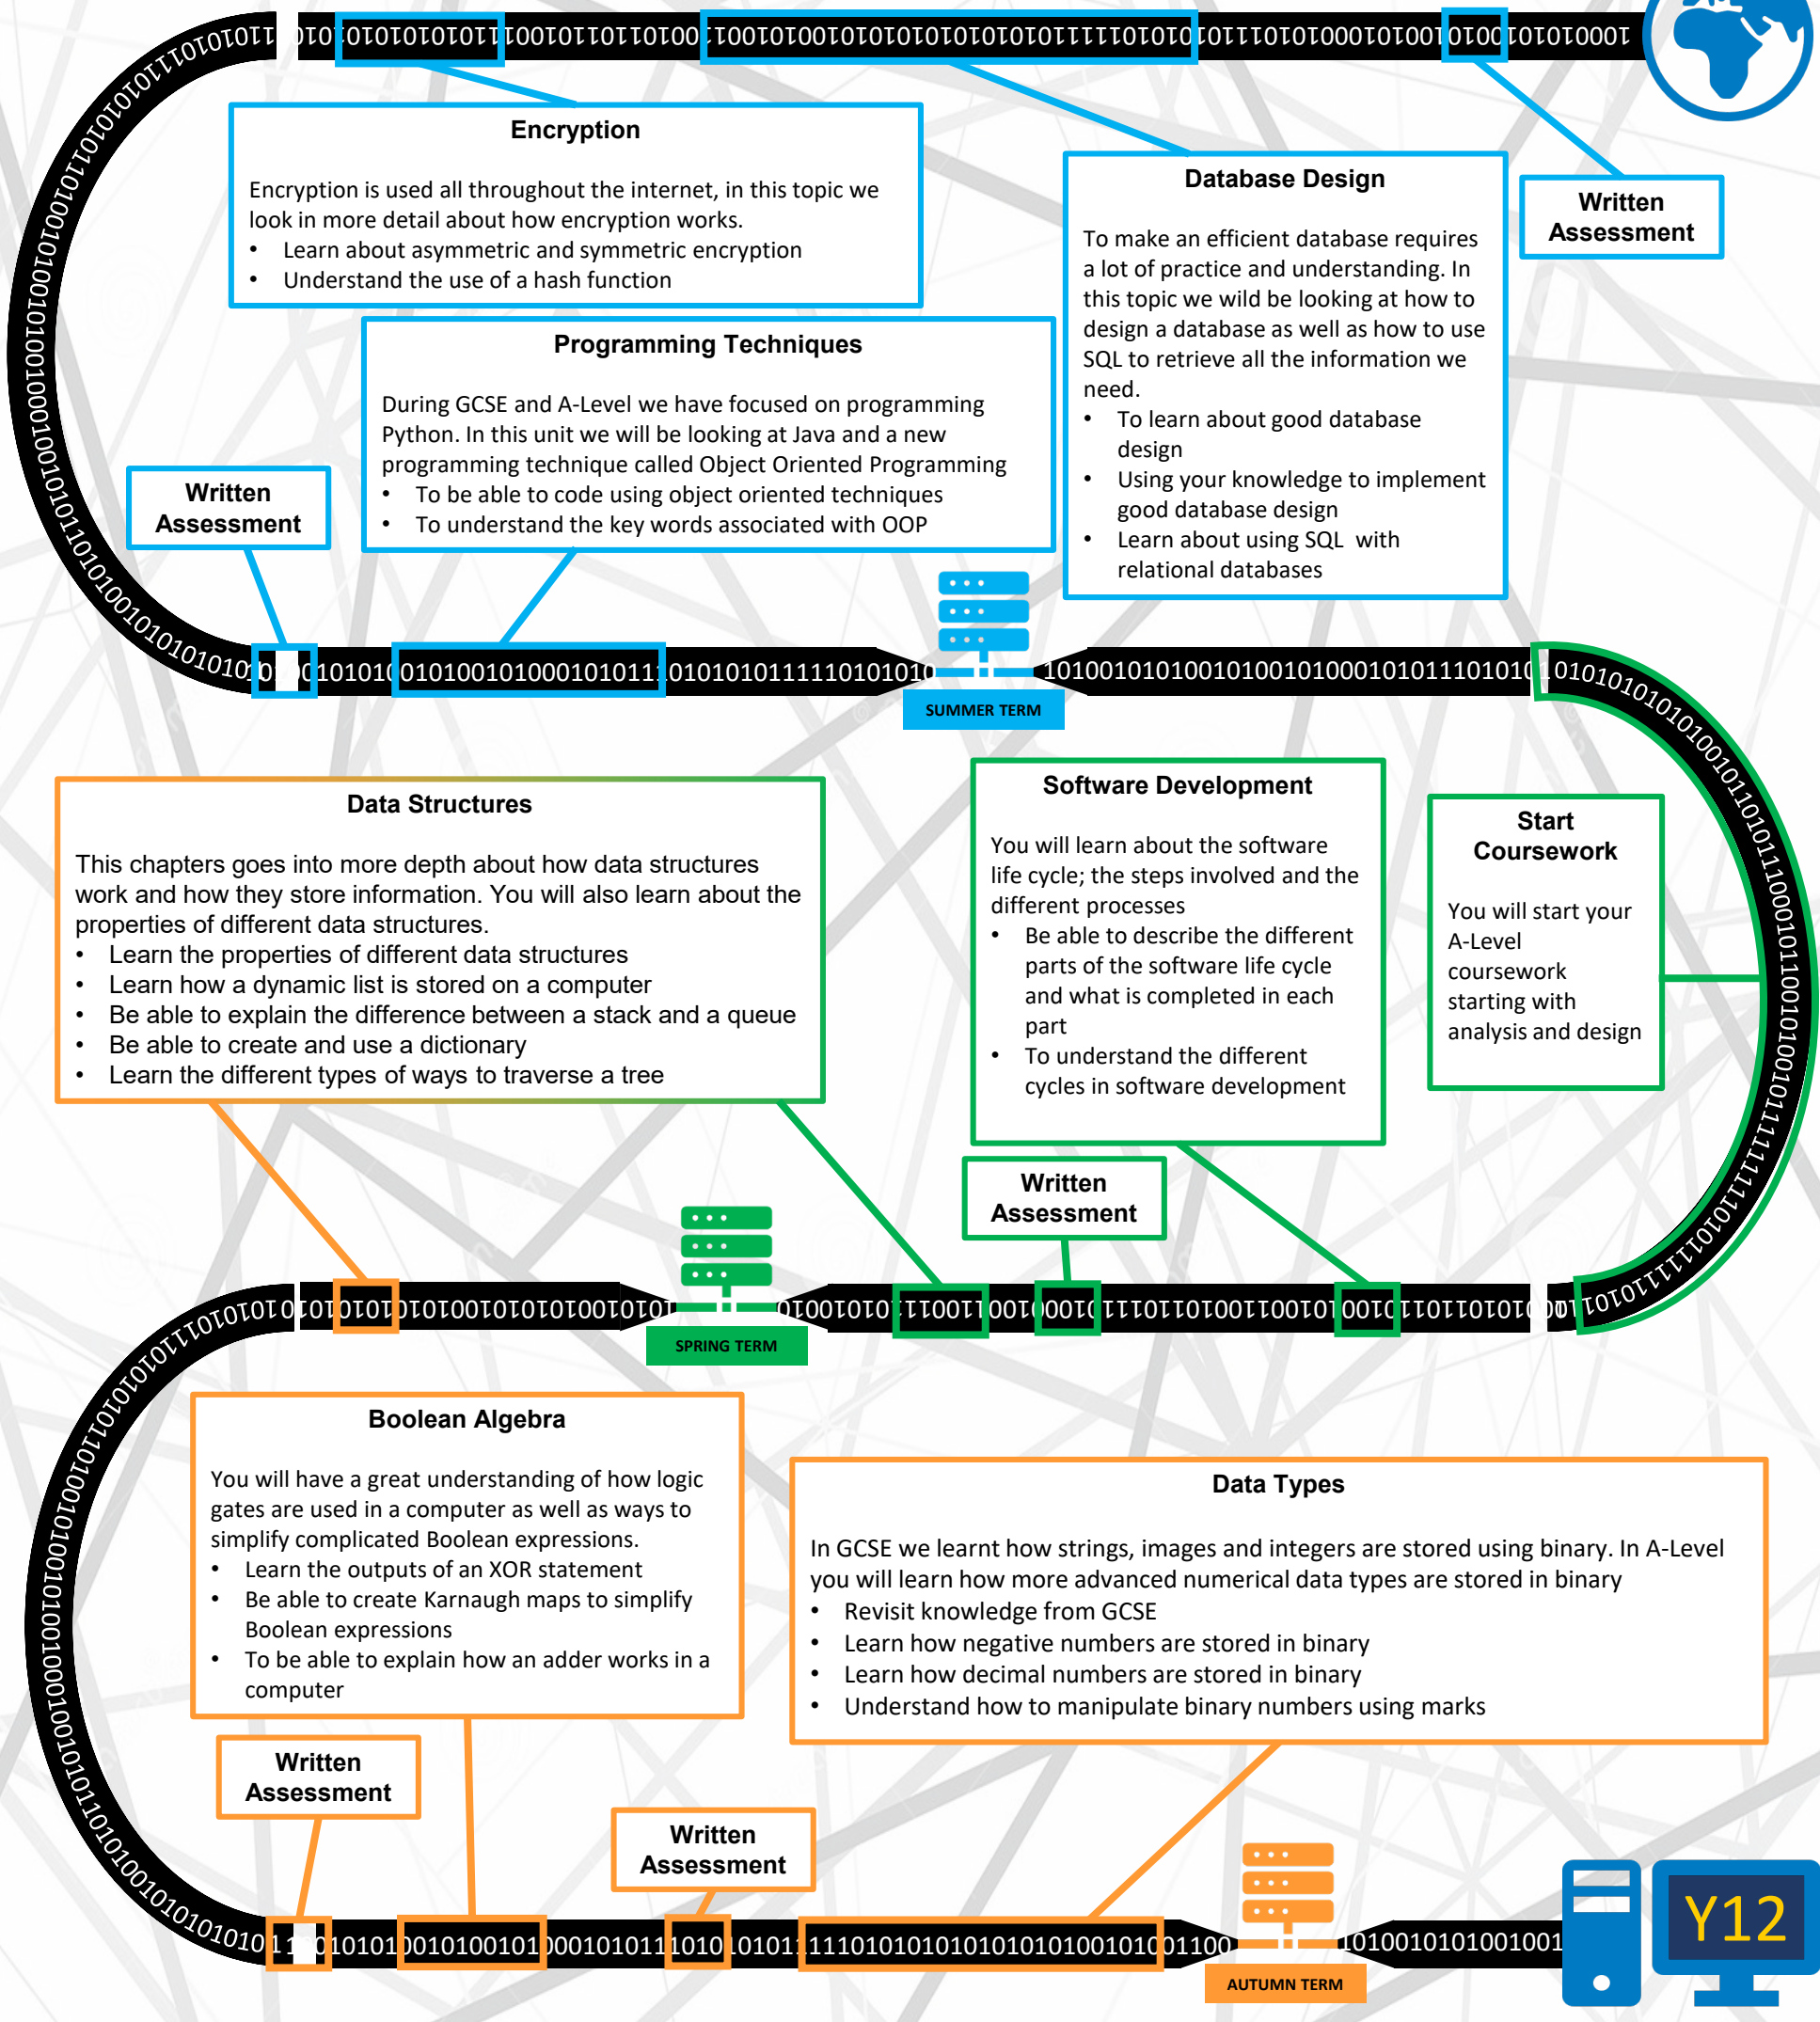 Encryption
Encryption is used all throughout the internet, in this topic we
look in more detail about how encryption works.
• Learn about asymmetric and symmetric encryption
• Understand the use of a hash function
Database Design
To make an efficient database requires
a lot of practice and understanding. In
this topic we wild be looking at how to
design a database as well as how to use
SQL to retrieve all the information we
need.
• To learn about good database
design
• Using your knowledge to implement
good database design
• Learn about using SQL with
relational databases
Written
Assessment
Programming Techniques
During GCSE and A-Level we have focused on programming
Python. In this unit we will be looking at Java and a new
programming technique called Object Oriented Programming
• To be able to code using object oriented techniques
• To understand the key words associated with OOP
Written
Assessment
SUMMER TERM
Data Structures
This chapters goes into more depth about how data structures
work and how they store information. You will also learn about the
properties of different data structures.
• Learn the properties of different data structures
• Learn how a dynamic list is stored on a computer
• Be able to explain the difference between a stack and a queue
• Be able to create and use a dictionary
• Learn the different types of ways to traverse a tree
Software Development
You will learn about the software
life cycle; the steps involved and the
different processes
• Be able to describe the different
parts of the software life cycle
and what is completed in each
part
• To understand the different
cycles in software development
Start
Coursework
You will start your
A-Level
coursework
starting with
analysis and design
Written
Assessment
SPRING TERM
Boolean Algebra
You will have a great understanding of how logic
gates are used in a computer as well as ways to
simplify complicated Boolean expressions.
• Learn the outputs of an XOR statement
• Be able to create Karnaugh maps to simplify
Boolean expressions
• To be able to explain how an adder works in a
computer
Data Types
In GCSE we learnt how strings, images and integers are stored using binary. In A-Level
you will learn how more advanced numerical data types are stored in binary
• Revisit knowledge from GCSE
• Learn how negative numbers are stored in binary
• Learn how decimal numbers are stored in binary
• Understand how to manipulate binary numbers using marks
Written
Assessment
Written
Assessment
AUTUMN TERM
Y12